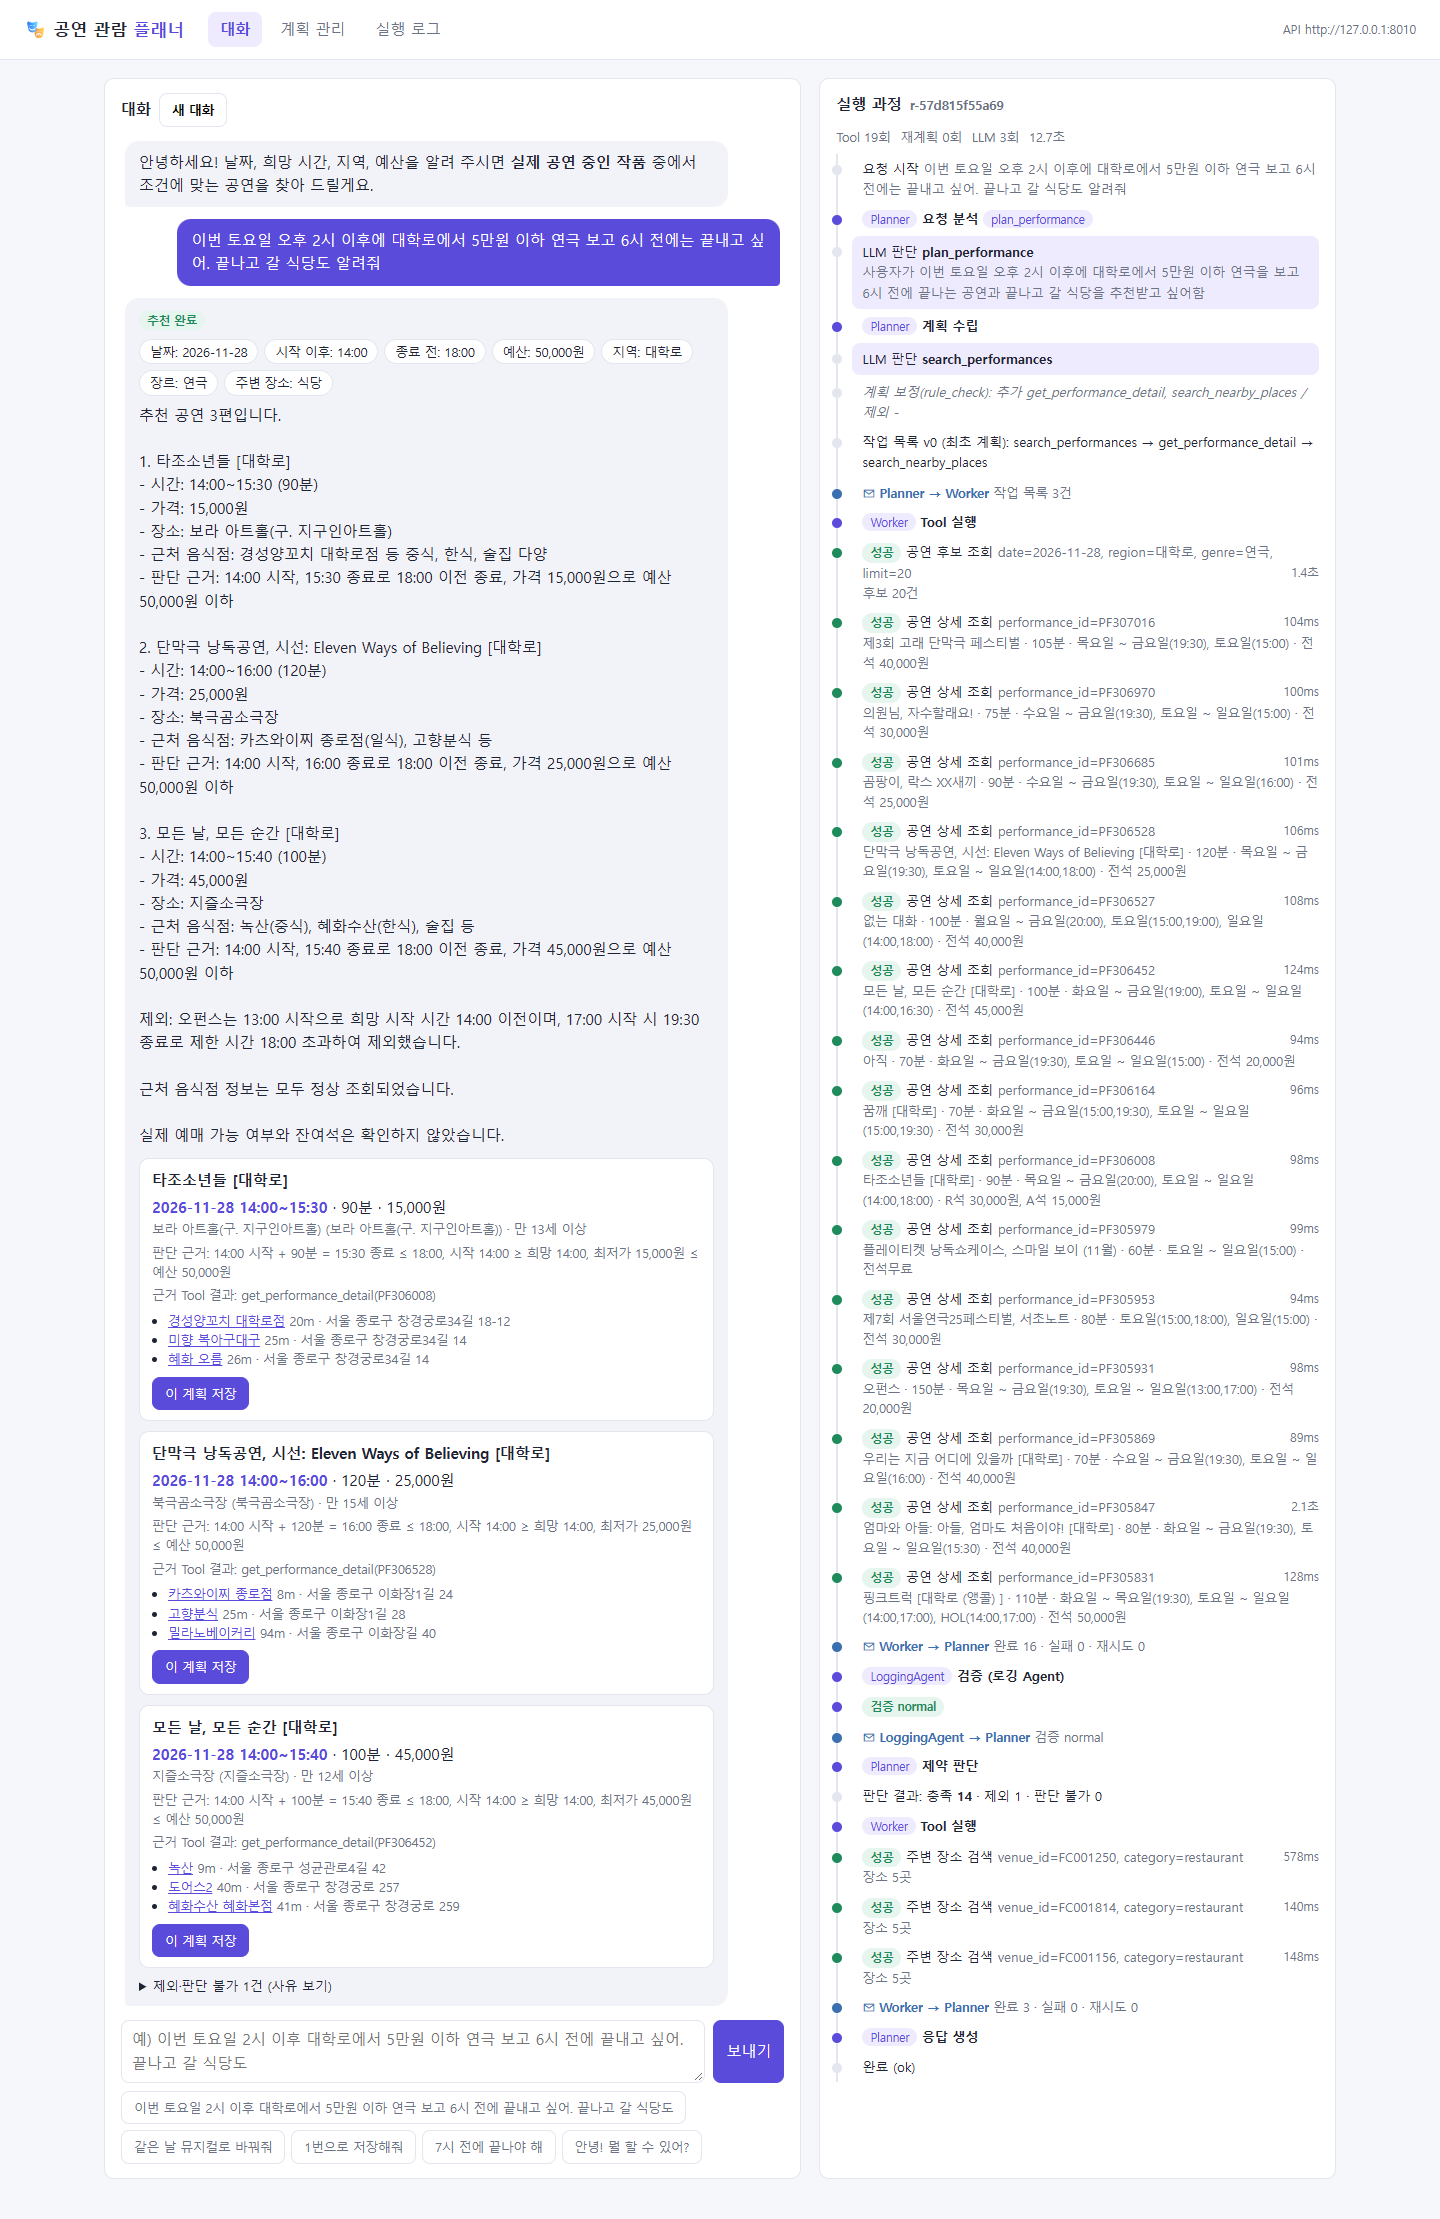 🎭 공연 관람 플래너
대화
계획 관리
실행 로그
API http://127.0.0.1:8010
대화
새 대화
안녕하세요! 날짜, 희망 시간, 지역, 예산을 알려 주시면 실제 공연 중인 작품 중에서
조건에 맞는 공연을 찾아 드릴게요.
이번 토요일 오후 2시 이후에 대학로에서 5만원 이하 연극 보고 6시 전에는 끝내고 싶
어. 끝나고 갈 식당도 알려줘
추천 완료
날짜: 2026-11-28
시작 이후: 14:00
종료 전: 18:00
예산: 50,000원
지역: 대학로
장르: 연극
주변 장소: 식당
추천 공연 3편입니다.
1. 타조소년들 [대학로]
- 시간: 14:00~15:30 (90분)
- 가격: 15,000원
- 장소: 보라 아트홀(구. 지구인아트홀)
- 근처 음식점: 경성양꼬치 대학로점 등 중식, 한식, 술집 다양
- 판단 근거: 14:00 시작, 15:30 종료로 18:00 이전 종료, 가격 15,000원으로 예산
50,000원 이하
2. 단막극 낭독공연, 시선: Eleven Ways of Believing [대학로]
- 시간: 14:00~16:00 (120분)
- 가격: 25,000원
- 장소: 북극곰소극장
- 근처 음식점: 카츠와이찌 종로점(일식), 고향분식 등
- 판단 근거: 14:00 시작, 16:00 종료로 18:00 이전 종료, 가격 25,000원으로 예산
50,000원 이하
3. 모든 날, 모든 순간 [대학로]
- 시간: 14:00~15:40 (100분)
- 가격: 45,000원
- 장소: 지즐소극장
- 근처 음식점: 녹산(중식), 혜화수산(한식), 술집 등
- 판단 근거: 14:00 시작, 15:40 종료로 18:00 이전 종료, 가격 45,000원으로 예산
50,000원 이하
제외: 오펀스는 13:00 시작으로 희망 시작 시간 14:00 이전이며, 17:00 시작 시 19:30
종료로 제한 시간 18:00 초과하여 제외했습니다.
근처 음식점 정보는 모두 정상 조회되었습니다.
실제 예매 가능 여부와 잔여석은 확인하지 않았습니다.
타조소년들 [대학로]
2026-11-28 14:00~15:30 · 90분 · 15,000원
보라 아트홀(구. 지구인아트홀) (보라 아트홀(구. 지구인아트홀)) · 만 13세 이상
판단 근거: 14:00 시작 + 90분 = 15:30 종료 ≤ 18:00, 시작 14:00 ≥ 희망 14:00, 최저가 15,000원 ≤
예산 50,000원
근거 Tool 결과: get_performance_detail(PF306008)
• 경성양꼬치 대학로점 20m · 서울 종로구 창경궁로34길 18-12
• 미향 복아구대구 25m · 서울 종로구 창경궁로34길 14
• 혜화 오름 26m · 서울 종로구 창경궁로34길 14
이 계획 저장
단막극 낭독공연, 시선: Eleven Ways of Believing [대학로]
2026-11-28 14:00~16:00 · 120분 · 25,000원
북극곰소극장 (북극곰소극장) · 만 15세 이상
판단 근거: 14:00 시작 + 120분 = 16:00 종료 ≤ 18:00, 시작 14:00 ≥ 희망 14:00, 최저가 25,000원
≤ 예산 50,000원
근거 Tool 결과: get_performance_detail(PF306528)
• 카츠와이찌 종로점 8m · 서울 종로구 이화장1길 24
• 고향분식 25m · 서울 종로구 이화장1길 28
• 밀라노베이커리 94m · 서울 종로구 이화장길 40
이 계획 저장
모든 날, 모든 순간 [대학로]
2026-11-28 14:00~15:40 · 100분 · 45,000원
지즐소극장 (지즐소극장) · 만 12세 이상
판단 근거: 14:00 시작 + 100분 = 15:40 종료 ≤ 18:00, 시작 14:00 ≥ 희망 14:00, 최저가 45,000원
≤ 예산 50,000원
근거 Tool 결과: get_performance_detail(PF306452)
• 녹산 9m · 서울 종로구 성균관로4길 42
• 도어스2 40m · 서울 종로구 창경궁로 257
• 혜화수산 혜화본점 41m · 서울 종로구 창경궁로 259
이 계획 저장
▶ 제외·판단 불가 1건 (사유 보기)
예) 이번 토요일 2시 이후 대학로에서 5만원 이하 연극 보고 6시 전에 끝내고 싶어.
끝나고 갈 식당도
보내기
이번 토요일 2시 이후 대학로에서 5만원 이하 연극 보고 6시 전에 끝내고 싶어. 끝나고 갈 식당도
같은 날 뮤지컬로 바꿔줘
1번으로 저장해줘
7시 전에 끝나야 해
안녕! 뭘 할 수 있어?
실행 과정 r-57d815f55a69
Tool 19회 재계획 0회 LLM 3회 12.7초
요청 시작 이번 토요일 오후 2시 이후에 대학로에서 5만원 이하 연극 보고 6시
전에는 끝내고 싶어. 끝나고 갈 식당도 알려줘
Planner 요청 분석 plan_performance
LLM 판단 plan_performance
사용자가 이번 토요일 오후 2시 이후에 대학로에서 5만원 이하 연극을 보고
6시 전에 끝나는 공연과 끝나고 갈 식당을 추천받고 싶어함
Planner 계획 수립
LLM 판단 search_performances
계획 보정(rule_check): 추가 get_performance_detail, search_nearby_places /
제외 -
작업 목록 v0 (최초 계획): search_performances → get_performance_detail →
search_nearby_places
Planner → Worker 작업 목록 3건
Worker Tool 실행
성공 공연 후보 조회 date=2026-11-28, region=대학로, genre=연극,
limit=20 1.4초
후보 20건
성공 공연 상세 조회 performance_id=PF307016 104ms
제3회 고래 단막극 페스티벌 · 105분 · 목요일 ~ 금요일(19:30), 토요일(15:00) · 전
석 40,000원
성공 공연 상세 조회 performance_id=PF306970 100ms
의원님, 자수할래요! · 75분 · 수요일 ~ 금요일(19:30), 토요일 ~ 일요일(15:00) · 전
석 30,000원
성공 공연 상세 조회 performance_id=PF306685 101ms
곰팡이, 락스 XX새끼 · 90분 · 수요일 ~ 금요일(19:30), 토요일 ~ 일요일(16:00) · 전
석 25,000원
성공 공연 상세 조회 performance_id=PF306528 106ms
단막극 낭독공연, 시선: Eleven Ways of Believing [대학로] · 120분 · 목요일 ~ 금
요일(19:30), 토요일 ~ 일요일(14:00,18:00) · 전석 25,000원
성공 공연 상세 조회 performance_id=PF306527 108ms
없는 대화 · 100분 · 월요일 ~ 금요일(20:00), 토요일(15:00,19:00), 일요일
(14:00,18:00) · 전석 40,000원
성공 공연 상세 조회 performance_id=PF306452 124ms
모든 날, 모든 순간 [대학로] · 100분 · 화요일 ~ 금요일(19:00), 토요일 ~ 일요일
(14:00,16:30) · 전석 45,000원
성공 공연 상세 조회 performance_id=PF306446 94ms
아직 · 70분 · 화요일 ~ 금요일(19:30), 토요일 ~ 일요일(15:00) · 전석 20,000원
성공 공연 상세 조회 performance_id=PF306164 96ms
꿈깨 [대학로] · 70분 · 화요일 ~ 금요일(15:00,19:30), 토요일 ~ 일요일
(15:00,19:30) · 전석 30,000원
성공 공연 상세 조회 performance_id=PF306008 98ms
타조소년들 [대학로] · 90분 · 목요일 ~ 금요일(20:00), 토요일 ~ 일요일
(14:00,18:00) · R석 30,000원, A석 15,000원
성공 공연 상세 조회 performance_id=PF305979 99ms
플레이티켓 낭독쇼케이스, 스마일 보이 (11월) · 60분 · 토요일 ~ 일요일(15:00) ·
전석무료
성공 공연 상세 조회 performance_id=PF305953 94ms
제7회 서울연극25페스티벌, 서초노트 · 80분 · 토요일(15:00,18:00), 일요일(15:00) ·
전석 30,000원
성공 공연 상세 조회 performance_id=PF305931 98ms
오펀스 · 150분 · 목요일 ~ 금요일(19:30), 토요일 ~ 일요일(13:00,17:00) · 전석
20,000원
성공 공연 상세 조회 performance_id=PF305869 89ms
우리는 지금 어디에 있을까 [대학로] · 70분 · 수요일 ~ 금요일(19:30), 토요일 ~ 일
요일(16:00) · 전석 40,000원
성공 공연 상세 조회 performance_id=PF305847 2.1초
엄마와 아들: 아들, 엄마도 처음이야! [대학로] · 80분 · 화요일 ~ 금요일(19:30), 토
요일 ~ 일요일(15:30) · 전석 40,000원
성공 공연 상세 조회 performance_id=PF305831 128ms
핑크트럭 [대학로 (앵콜) ] · 110분 · 화요일 ~ 목요일(19:30), 토요일 ~ 일요일
(14:00,17:00), HOL(14:00,17:00) · 전석 50,000원
Worker → Planner 완료 16 · 실패 0 · 재시도 0
LoggingAgent 검증 (로깅 Agent)
검증 normal
LoggingAgent → Planner 검증 normal
Planner 제약 판단
판단 결과: 충족 14 · 제외 1 · 판단 불가 0
Worker Tool 실행
성공 주변 장소 검색 venue_id=FC001250, category=restaurant 578ms
장소 5곳
성공 주변 장소 검색 venue_id=FC001814, category=restaurant 140ms
장소 5곳
성공 주변 장소 검색 venue_id=FC001156, category=restaurant 148ms
장소 5곳
Worker → Planner 완료 3 · 실패 0 · 재시도 0
Planner 응답 생성
완료 (ok)